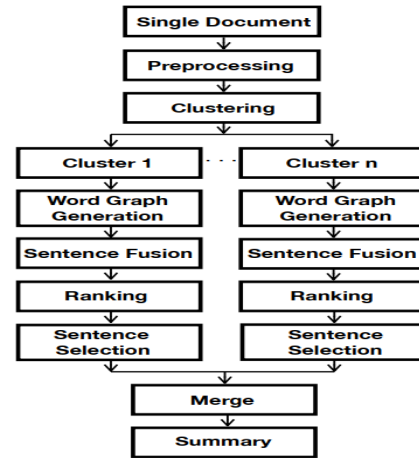 Single Document
Preprocessing
Clustering
Cluster 1
. . .
Cluster n
Word Graph
Generation
Word Graph
Generation
Sentence Fusion
Sentence Fusion
Ranking
Ranking
Sentence
Selection
Sentence
Selection
Merge
Summary